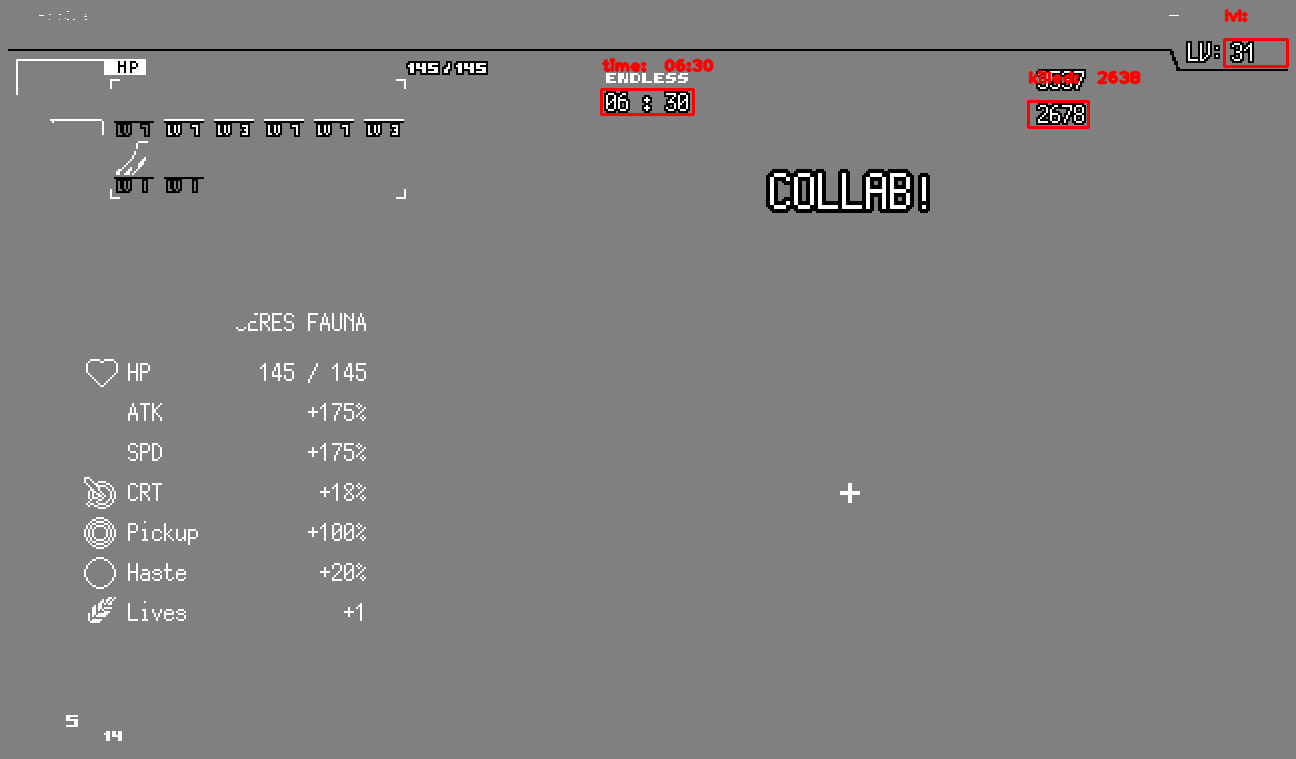 lvl:
LV: 31
HP 145/145
time: 06:30
ENDLESS
06 : 30
killed: 2638
2678
LV 7 LV 7 LV 3 LV 7 LV 7 LV 3
LV 1 LV 1
COLLAB!
CERES FAUNA
HP 145 / 145
ATK +175%
SPD +175%
CRT +18%
Pickup +100%
Haste +20%
Lives +1
5
14